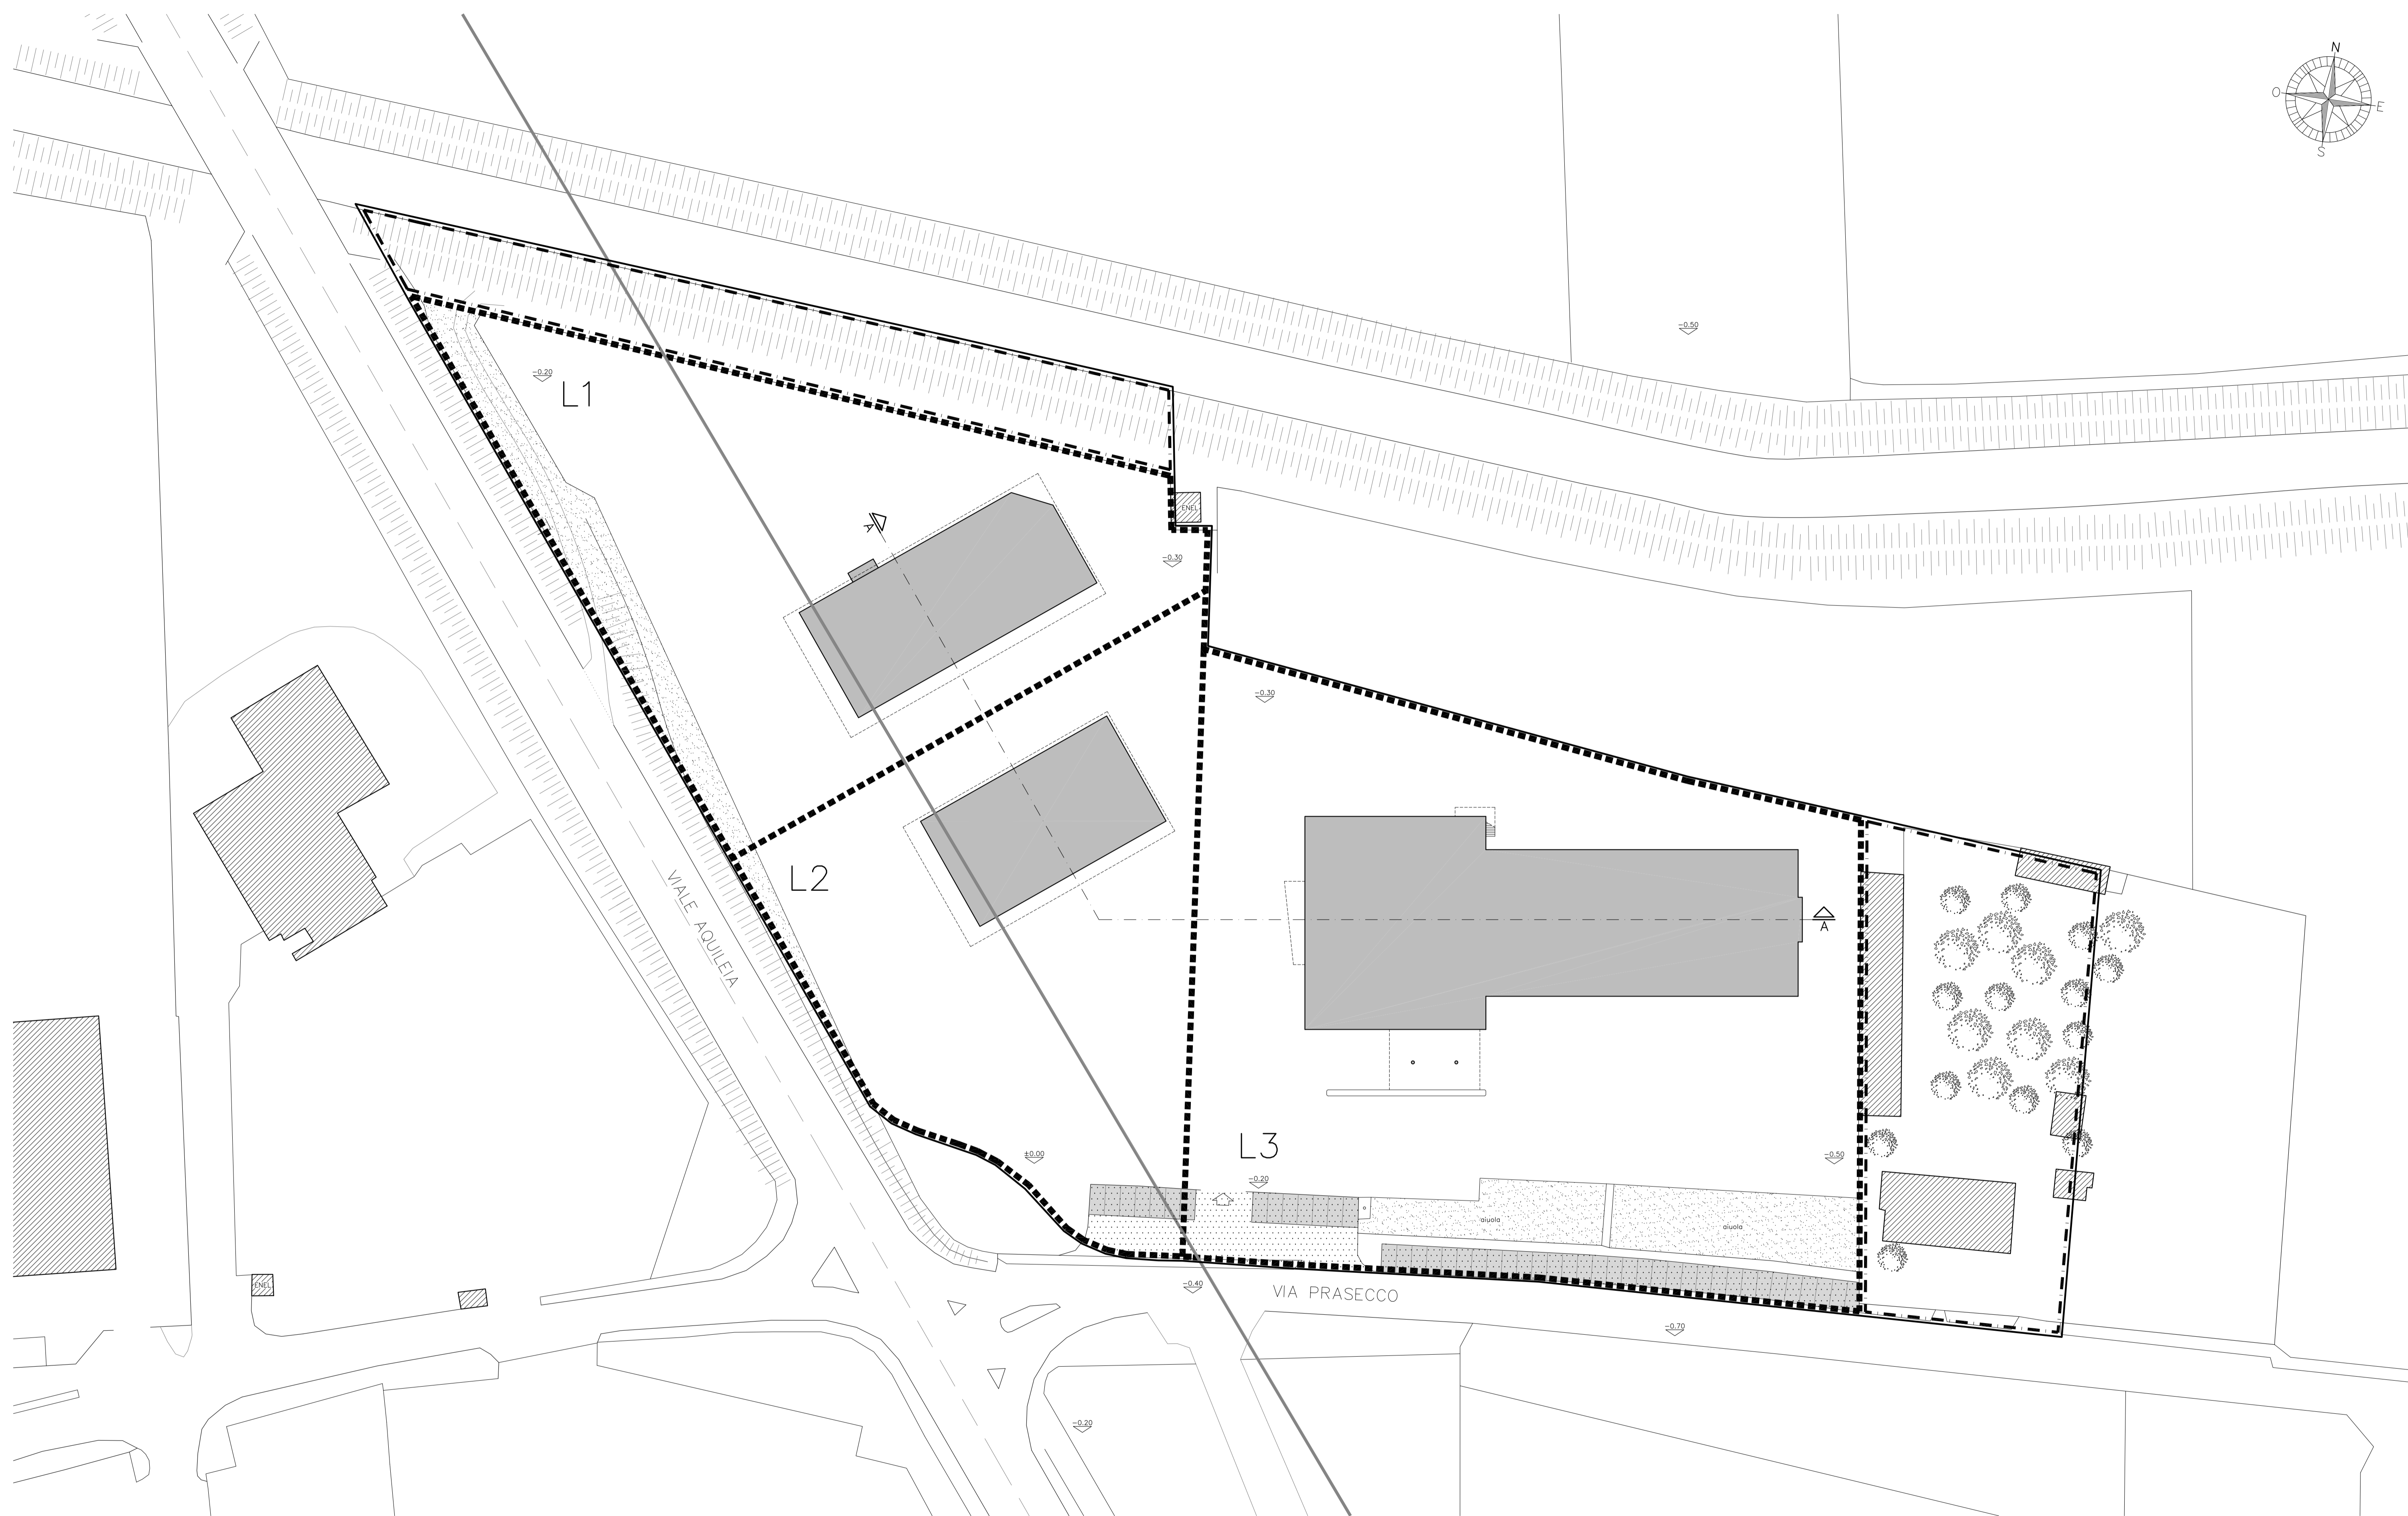 N
O
E
S
-0.50
-0.20
L1
ENEL
A
-0.30
-0.30
L2
VIALE AQUILEIA
A
L3
±0.00
-0.50
-0.20
aiuola
aiuola
ENEL
-0.40
VIA PRASECCO
-0.70
-0.20